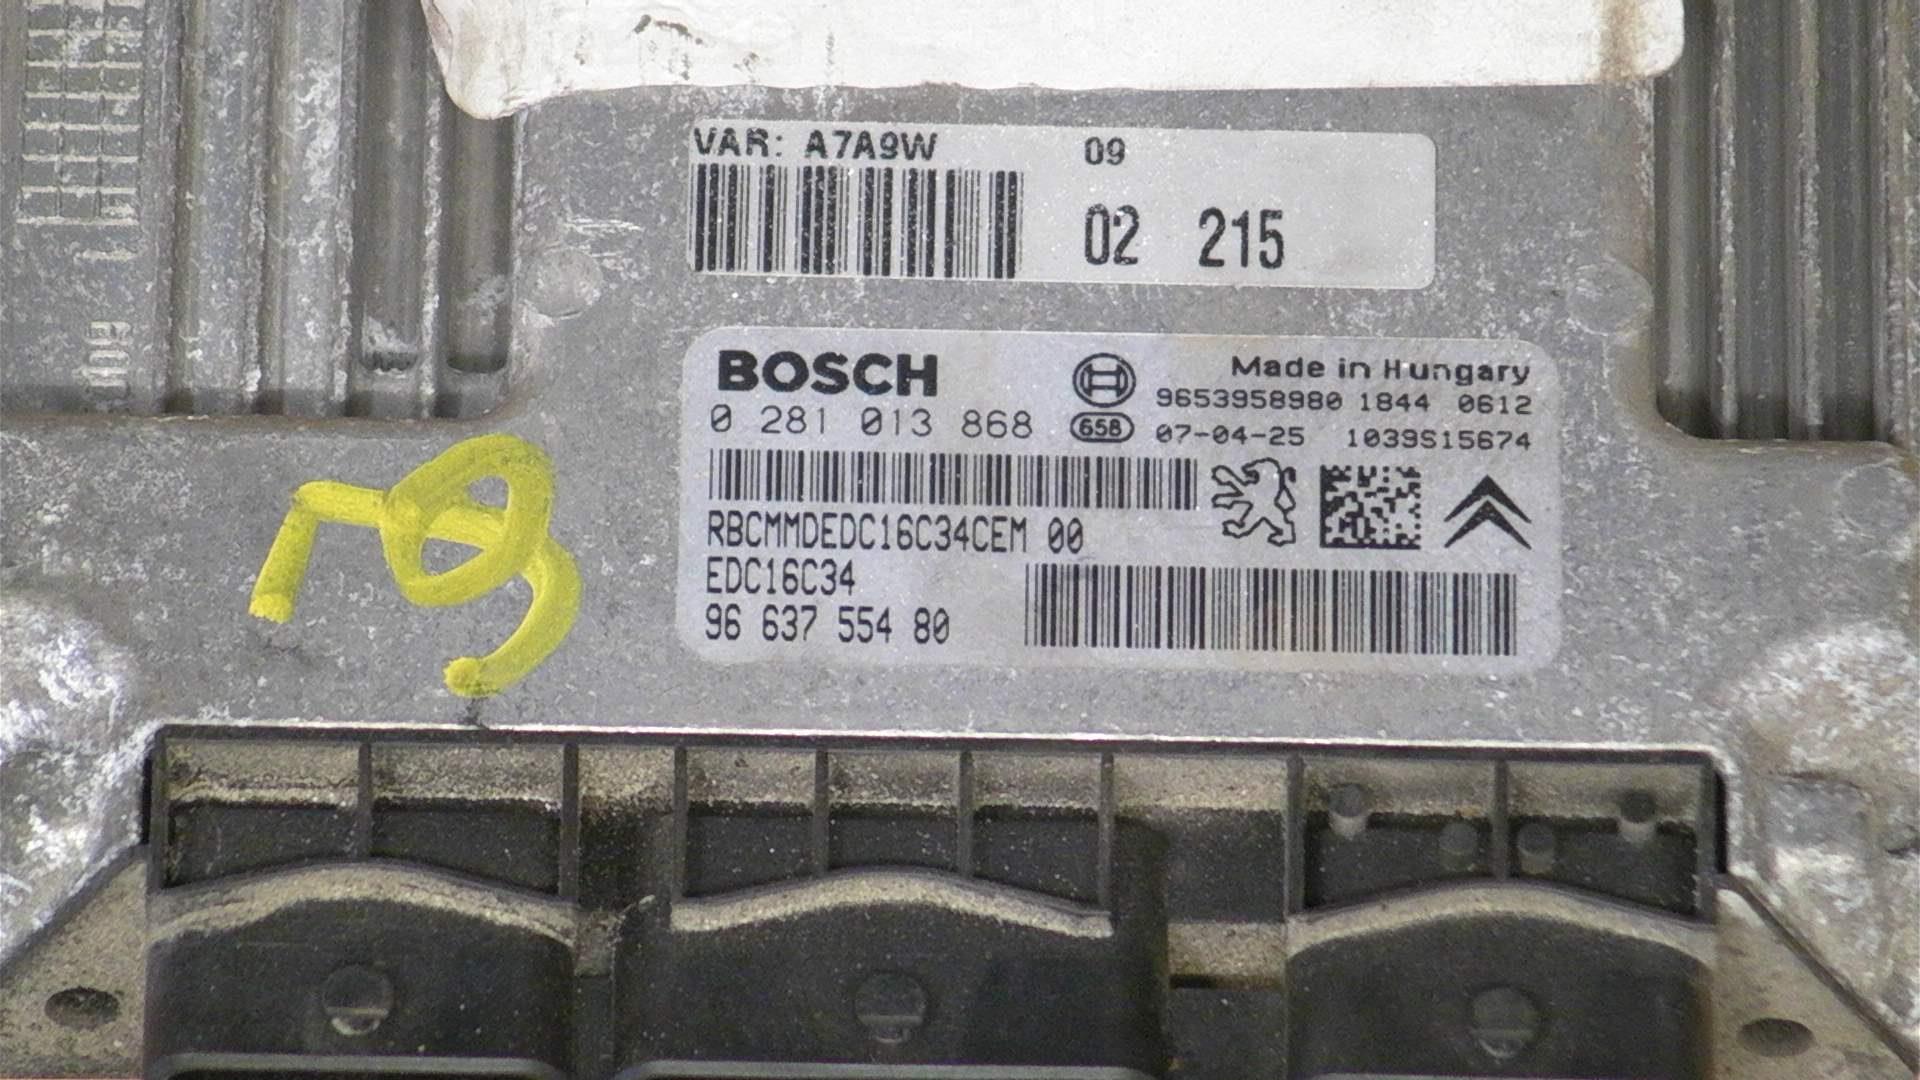 VAR: A7A9W 09
02 215
BOSCH Made in Hungary
9653958980 1844 0612
0 281 013 868 658 07-04-25 1039S15674
RBCMMDEDC16C34CEM 00
EDC16C34
96 637 554 80